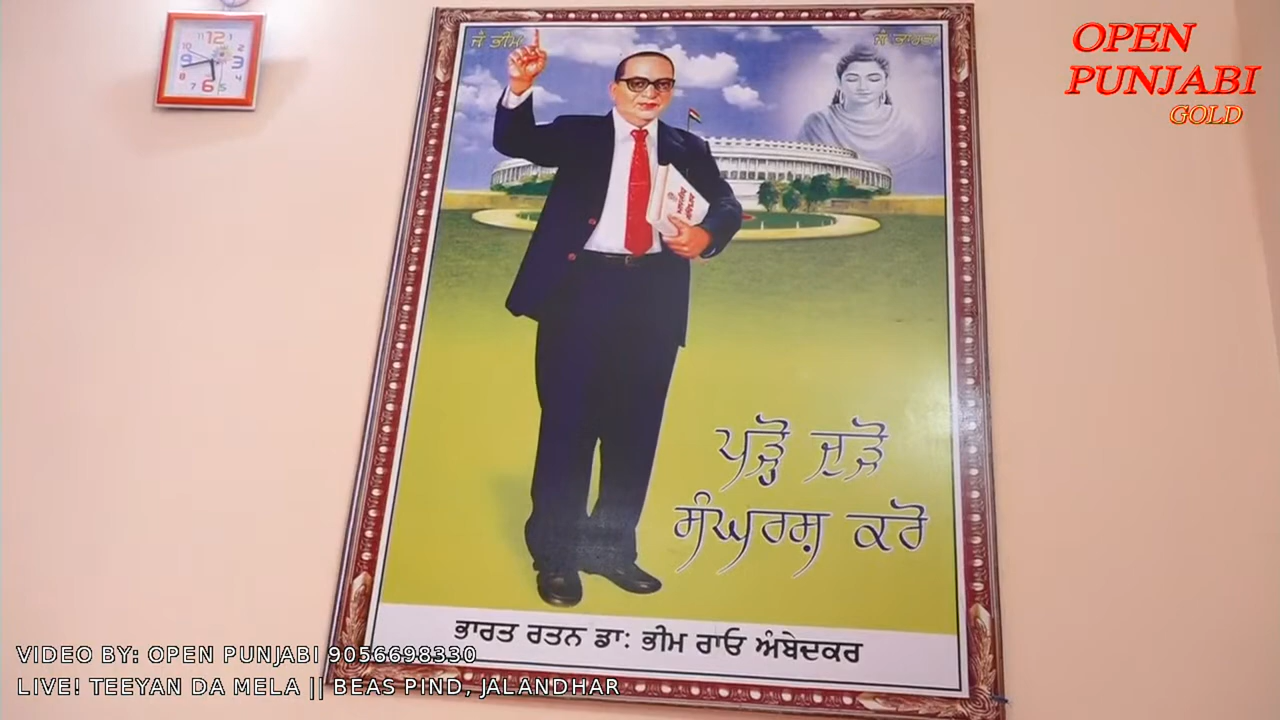 OPEN
PUNJABI
GOLD
ਜੈ ਭੀਮ
ਪੜ੍ਹੋ ਜੁੜੋ
ਸੰਘਰਸ਼ ਕਰੋ
ਭਾਰਤ ਰਤਨ ਡਾ: ਭੀਮ ਰਾਓ ਅੰਬੇਦਕਰ
VIDEO BY: OPEN PUNJABI 9056698330
LIVE! TEEYAN DA MELA || BEAS PIND, JALANDHAR